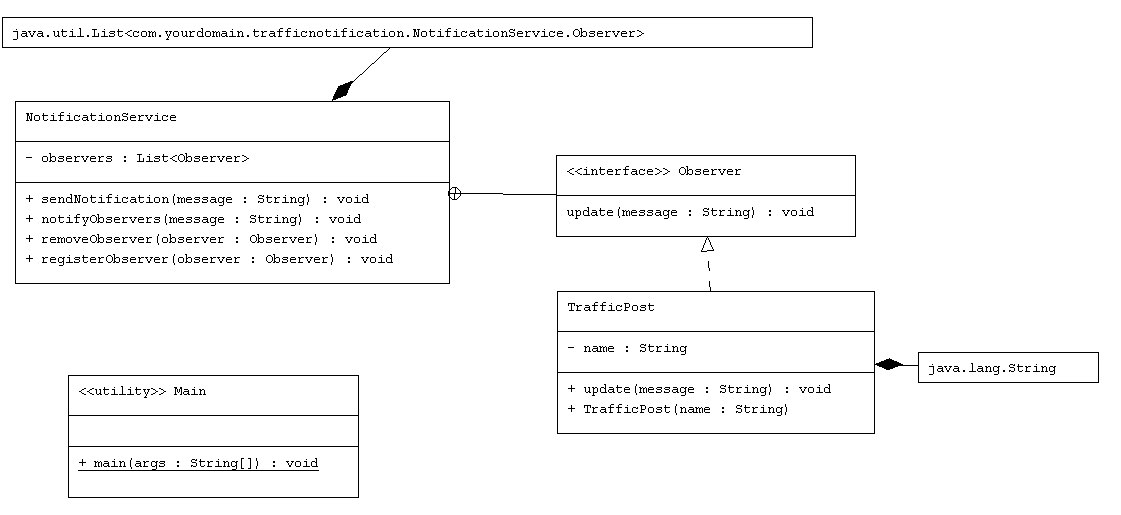 java.util.List<com.yourdomain.trafficnotification.NotificationService.Observer>
NotificationService
- observers : List<Observer>
+ sendNotification(message : String) : void
+ notifyObservers(message : String) : void
+ removeObserver(observer : Observer) : void
+ registerObserver(observer : Observer) : void
<<interface>> Observer
update(message : String) : void
TrafficPost
- name : String
+ update(message : String) : void
+ TrafficPost(name : String)
java.lang.String
<<utility>> Main
+ main(args : String[]) : void